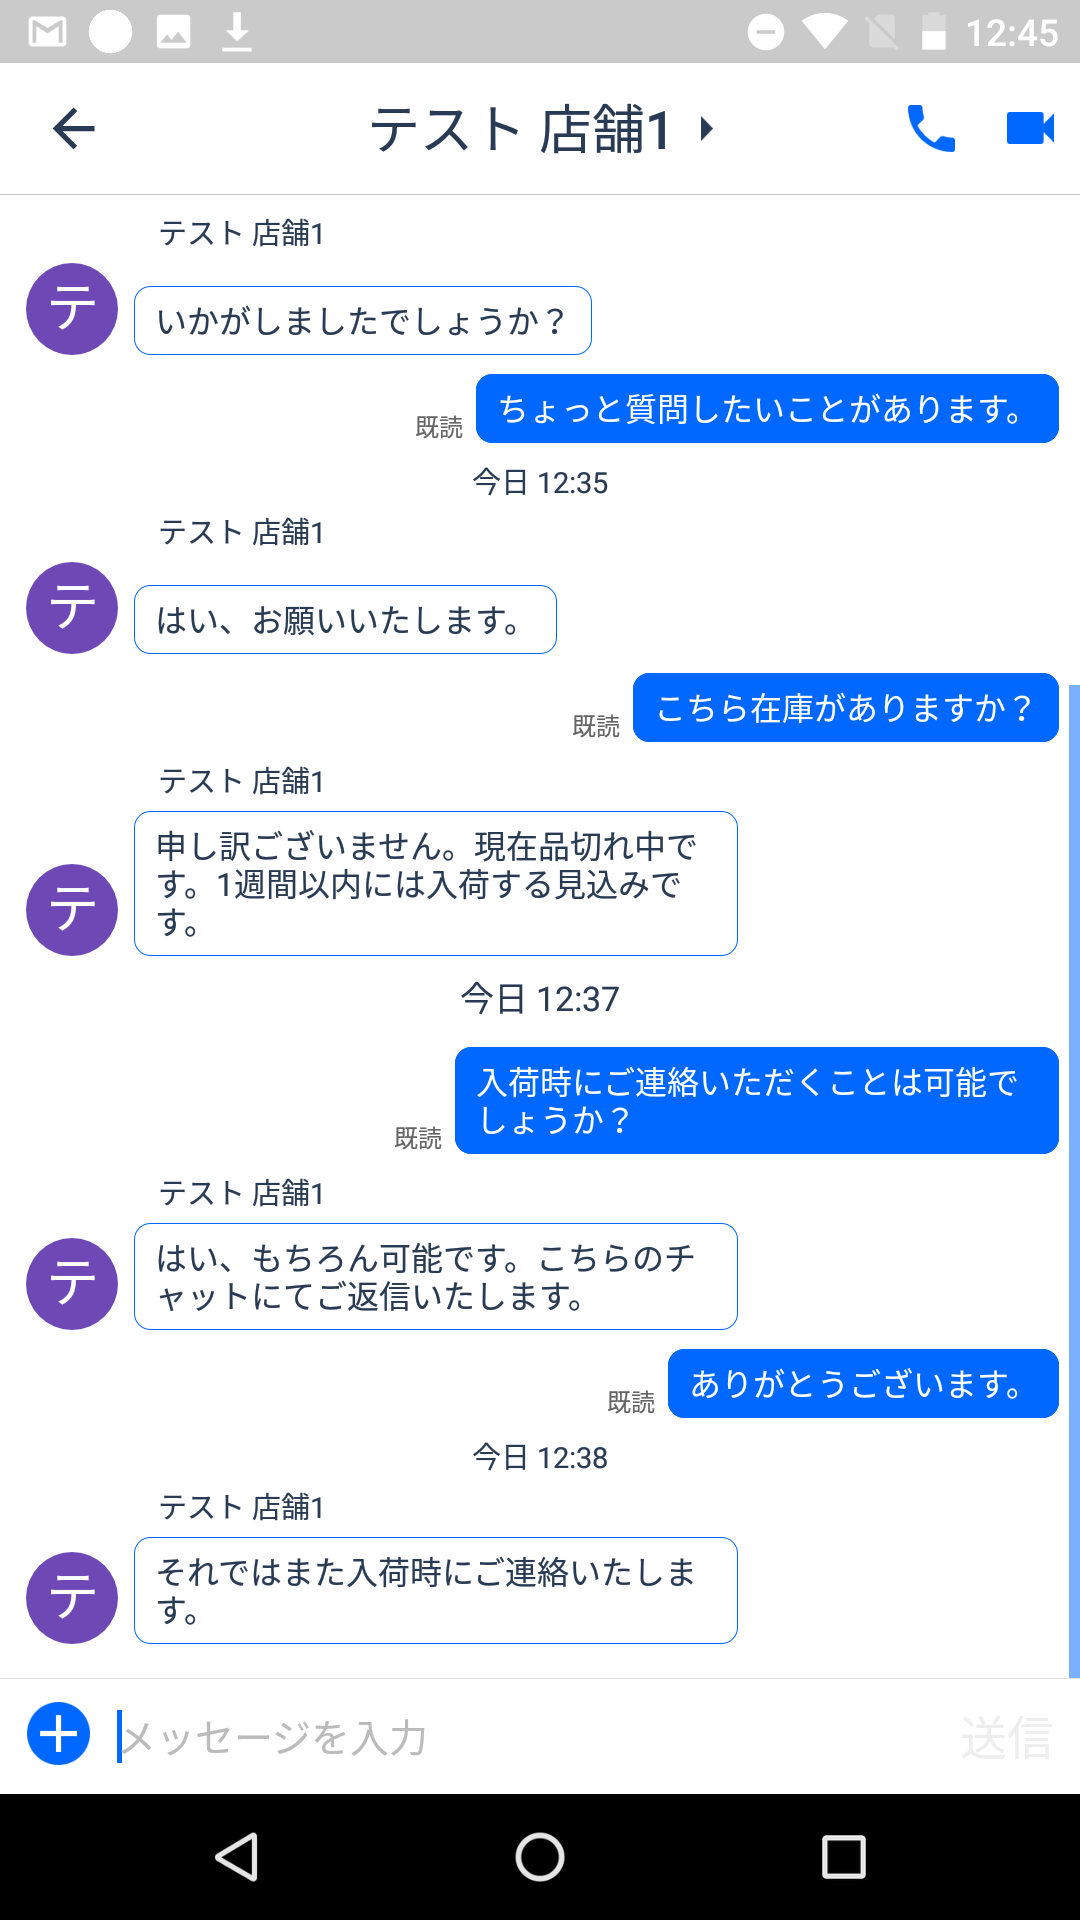 12:45
テスト 店舗1
テスト 店舗1
テ
いかがしましたでしょうか？
ちょっと質問したいことがあります。
既読
今日 12:35
テスト 店舗1
テ
はい、お願いいたします。
こちら在庫がありますか？
既読
テスト 店舗1
申し訳ございません。現在品切れ中で
す。1週間以内には入荷する見込みで
す。
テ
今日 12:37
入荷時にご連絡いただくことは可能で
しょうか？
既読
テスト 店舗1
はい、もちろん可能です。こちらのチ
ャットにてご返信いたします。
テ
ありがとうございます。
既読
今日 12:38
テスト 店舗1
それではまた入荷時にご連絡いたしま
す。
テ
メッセージを入力
送信